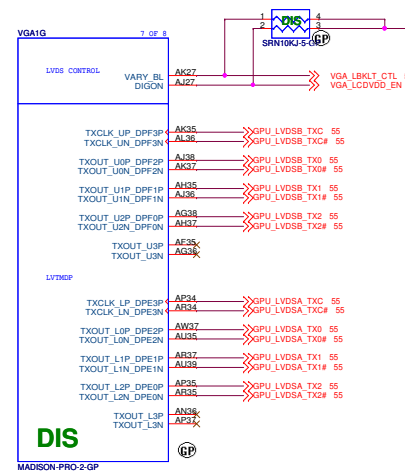 1 DIS 4
2 3
SRN10KJ-5-GP GP
VGA1G 7 OF 8
LVDS CONTROL
VARY_BL AK27 VGA_LBKLT_CTL
DIGON AJ27 VGA_LCDVDD_EN
TXCLK_UP_DPF3P AK35 GPU_LVDSB_TXC 55
TXCLK_UN_DPF3N AL36 GPU_LVDSB_TXC# 55
TXOUT_U0P_DPF2P AJ38 GPU_LVDSB_TX0 55
TXOUT_U0N_DPF2N AK37 GPU_LVDSB_TX0# 55
TXOUT_U1P_DPF1P AH35 GPU_LVDSB_TX1 55
TXOUT_U1N_DPF1N AJ36 GPU_LVDSB_TX1# 55
TXOUT_U2P_DPF0P AG38 GPU_LVDSB_TX2 55
TXOUT_U2N_DPF0N AH37 GPU_LVDSB_TX2# 55
TXOUT_U3P AF35
TXOUT_U3N AG36
LVTMDP
TXCLK_LP_DPE3P AP34 GPU_LVDSA_TXC 55
TXCLK_LN_DPE3N AR34 GPU_LVDSA_TXC# 55
TXOUT_L0P_DPE2P AW37 GPU_LVDSA_TX0 55
TXOUT_L0N_DPE2N AU35 GPU_LVDSA_TX0# 55
TXOUT_L1P_DPE1P AR37 GPU_LVDSA_TX1 55
TXOUT_L1N_DPE1N AU39 GPU_LVDSA_TX1# 55
TXOUT_L2P_DPE0P AP35 GPU_LVDSA_TX2 55
TXOUT_L2N_DPE0N AR35 GPU_LVDSA_TX2# 55
TXOUT_L3P AN36
TXOUT_L3N AP37
DIS GP
MADISON-PRO-2-GP